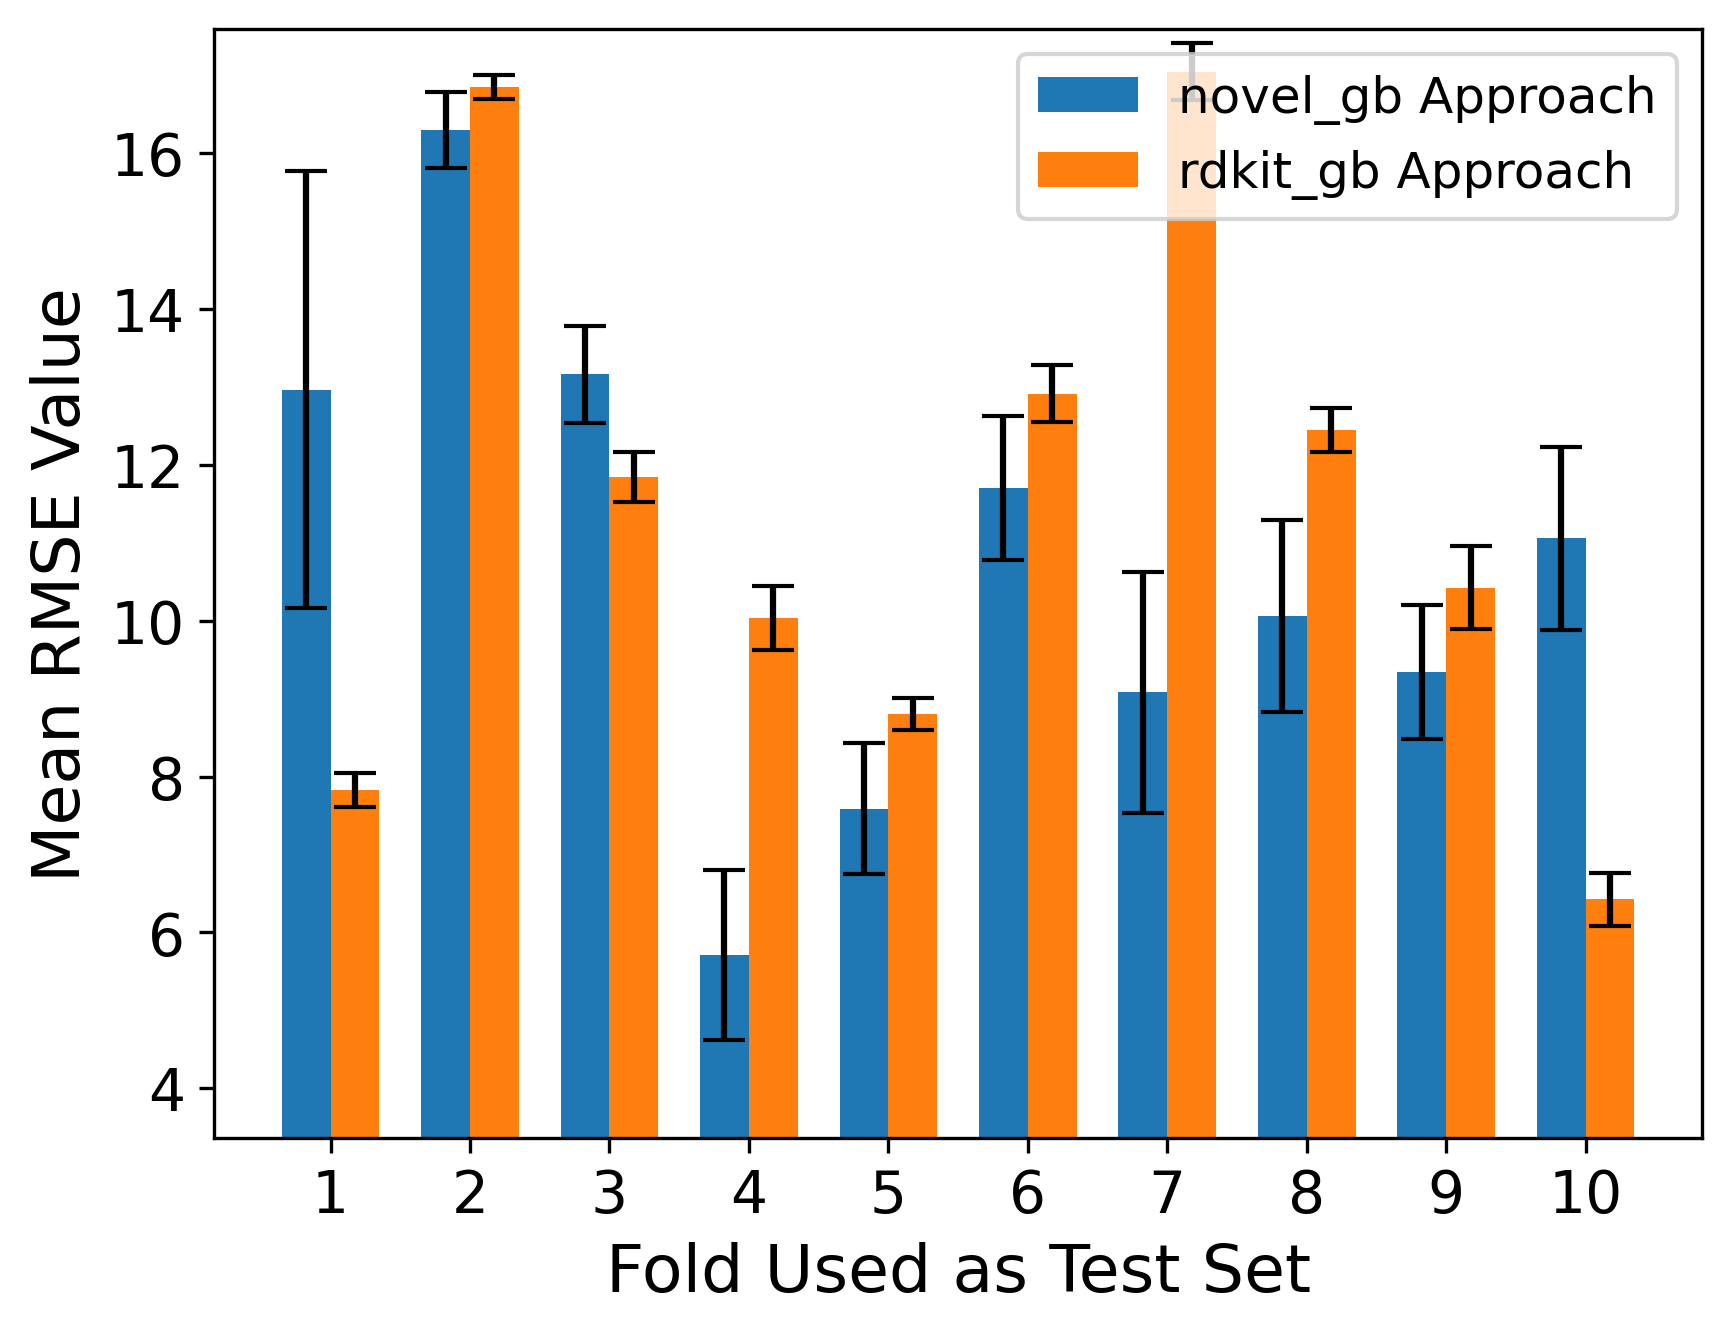 novel_gb Approach
rdkit_gb Approach
Mean RMSE Value
16
14
12
10
8
6
4
1 2 3 4 5 6 7 8 9 10
Fold Used as Test Set